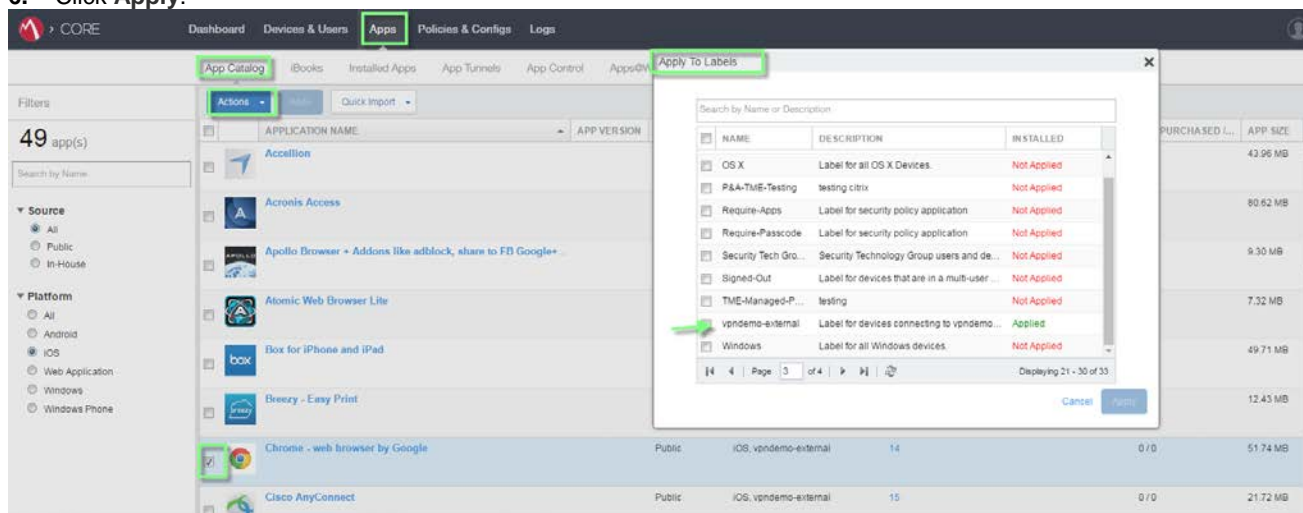 6. Click Apply.
CORE Dashboard Devices & Users Apps Policies & Configs Logs
App Catalog iBooks Installed Apps App Tunnels App Control Apps@W
Apply To Labels
Filters
Actions Quick Import
Search by Name or Description
49 app(s)
APPLICATION NAME APP VERSION
NAME DESCRIPTION INSTALLED
PURCHASED I... APP SIZE
Search by Name
Accellion 43.96 MB
OS X Label for all OS X Devices. Not Applied
P&A-TME-Testing testing citrix Not Applied
Acronis Access 80.62 MB
Require-Apps Label for security policy application Not Applied
Require-Passcode Label for security policy application Not Applied
Source
All
Public
In-House
Apollo Browser + Addons like adblock, share to FB Google+ .. 9.30 MB
Security Tech Gro... Security Technology Group users and de... Not Applied
Signed-Out Label for devices that are in a multi-user ... Not Applied
Platform
All
Android
iOS
Web Application
Windows
Windows Phone
Atomic Web Browser Lite 7.32 MB
TME-Managed-P... testing Not Applied
vpndemo-external Label for devices connecting to vpndemo... Applied
Windows Label for all Windows devices. Not Applied
box Box for iPhone and iPad 49.71 MB
Page 3 of 4 Displaying 21 - 30 of 33
Cancel Apply
Breezy - Easy Print 12.43 MB
Chrome - web browser by Google Public iOS, vpndemo-external 14 0 / 0 51.74 MB
Cisco AnyConnect Public iOS, vpndemo-external 15 0 / 0 21.72 MB